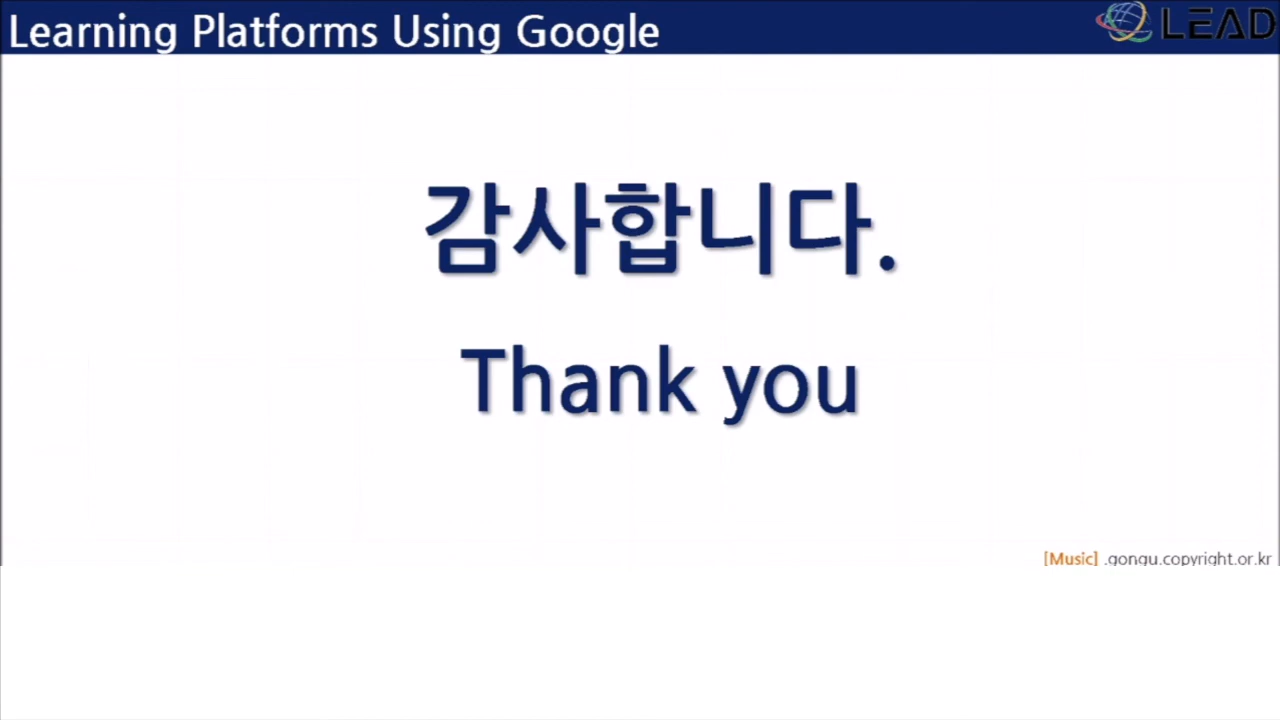 Learning Platforms Using Google
LEAD
감사합니다.
Thank you
[Music] .gongu.copyright.or.kr